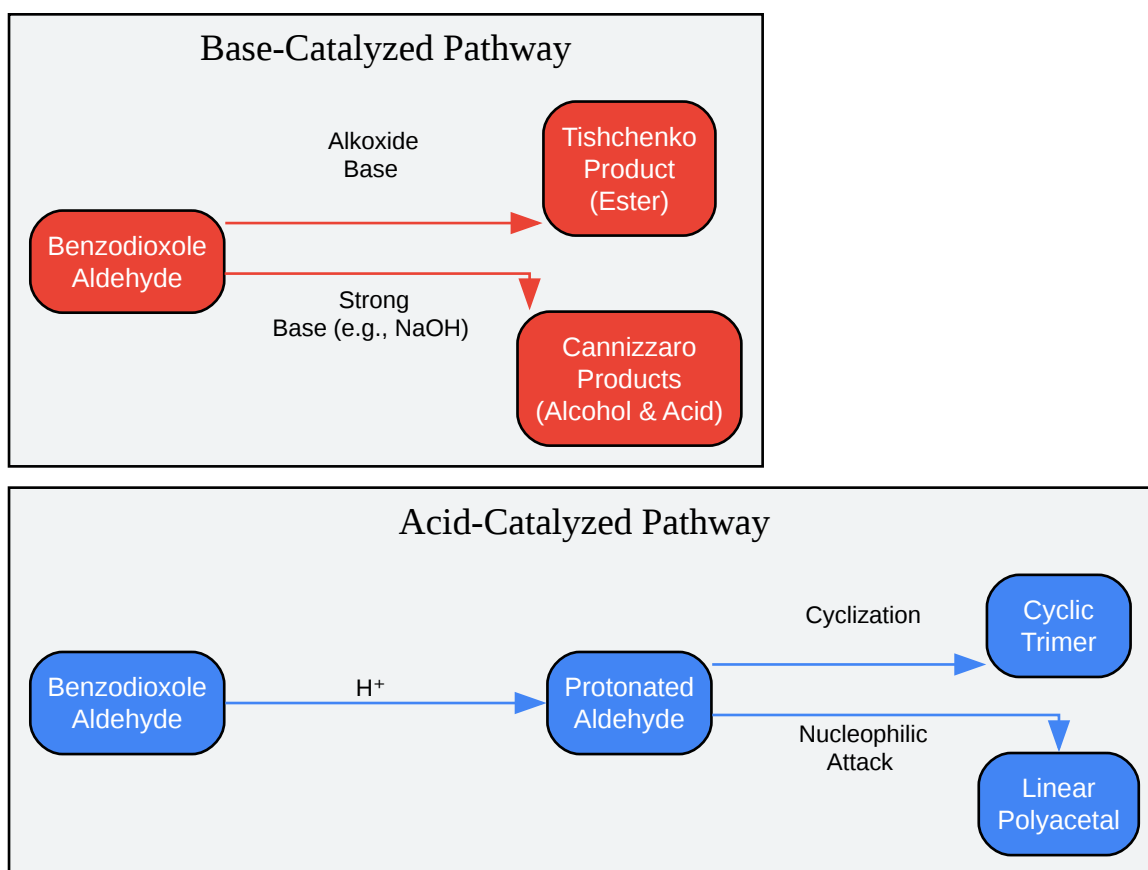 Base-Catalyzed Pathway
Alkoxide
Base
Tishchenko
Product
(Ester)
Benzodioxole
Aldehyde
Strong
Base (e.g., NaOH)
Cannizzaro
Products
(Alcohol & Acid)
Acid-Catalyzed Pathway
Benzodioxole
Aldehyde
H⁺
Protonated
Aldehyde
Cyclization
Cyclic
Trimer
Nucleophilic
Attack
Linear
Polyacetal